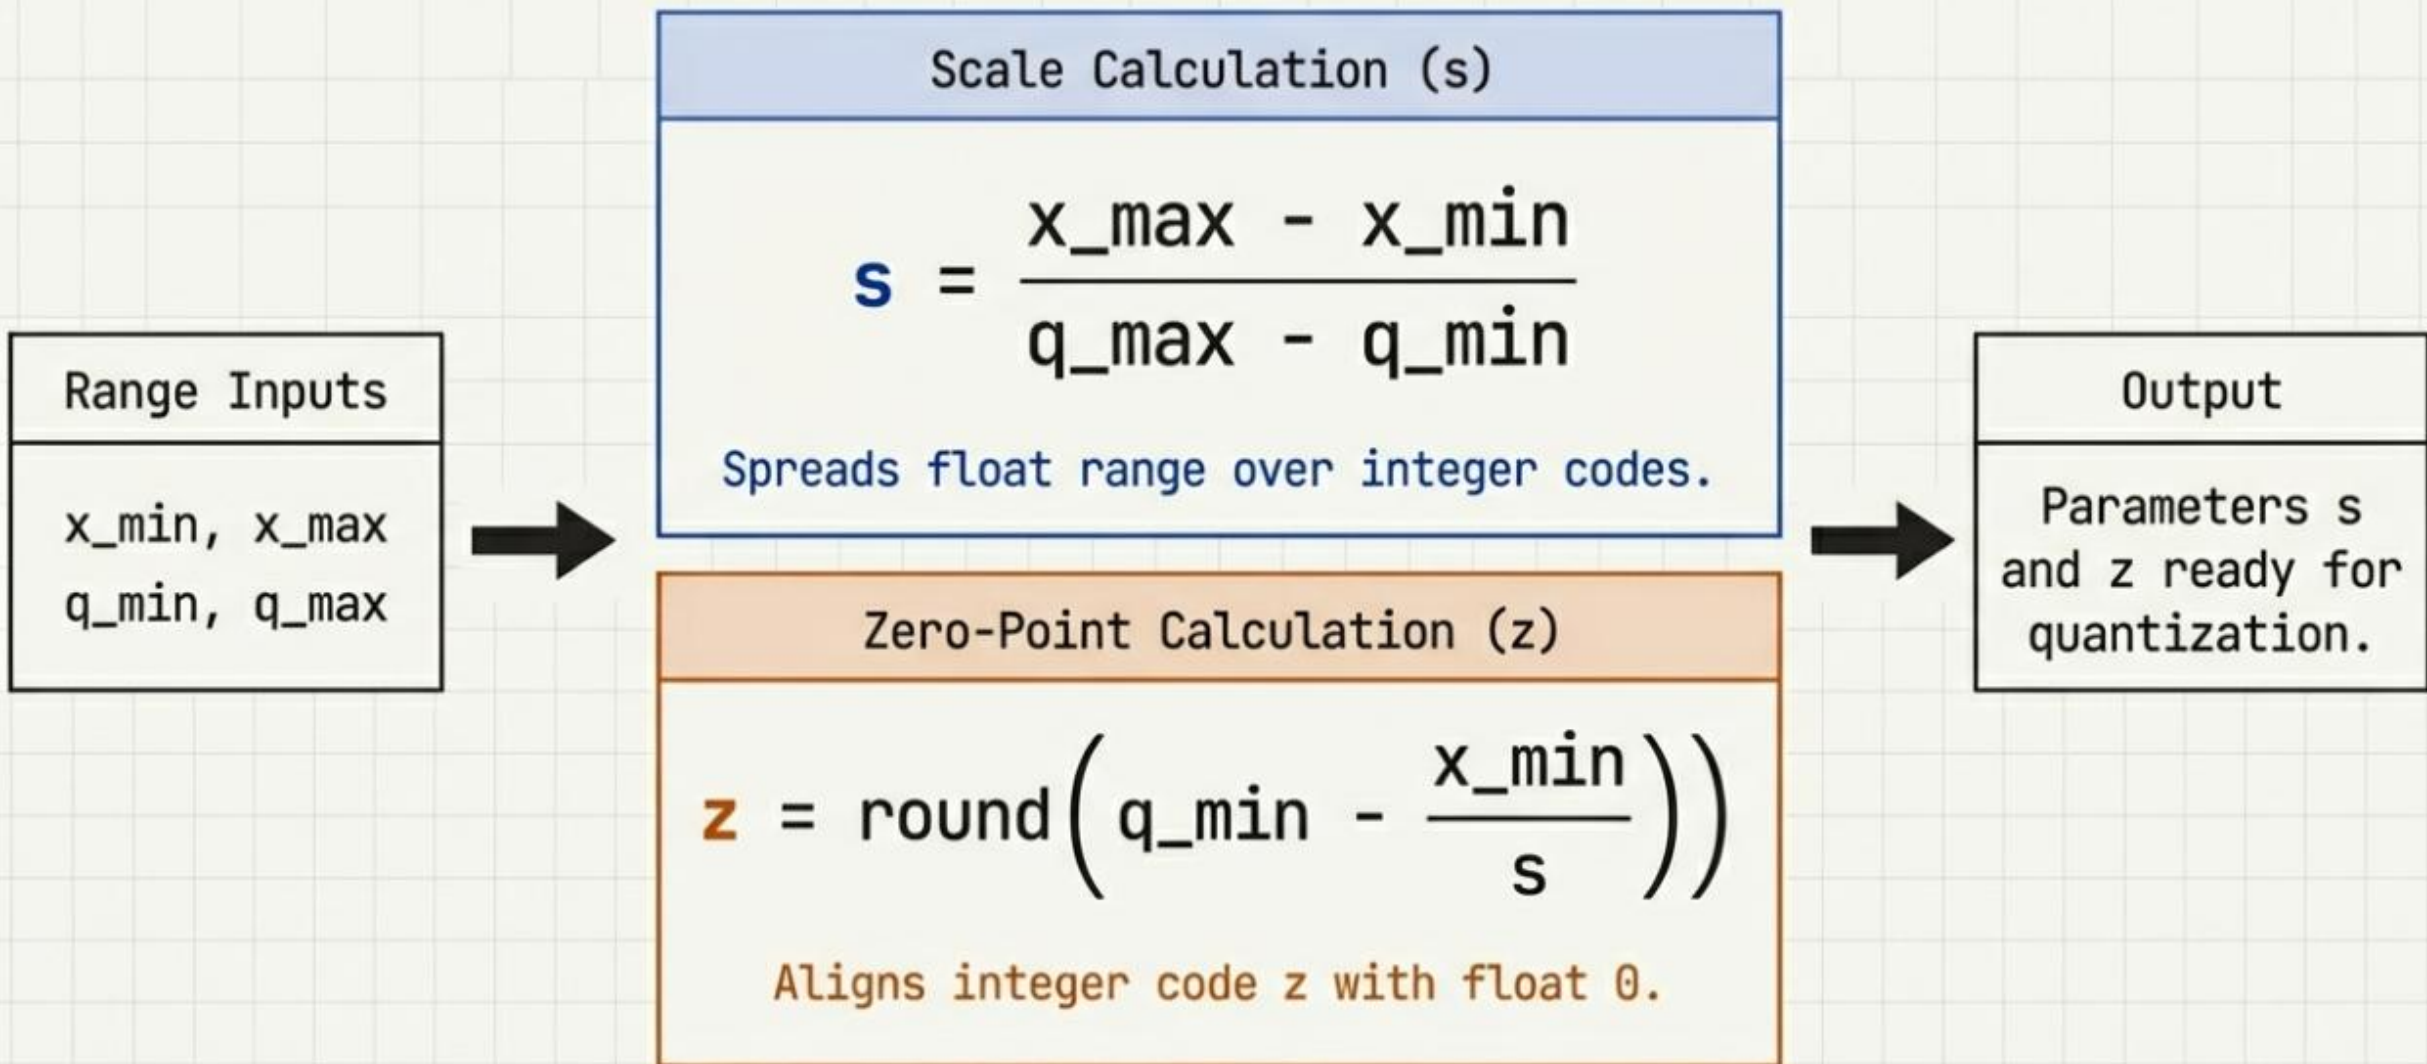 Range Inputs
x_min, x_max
q_min, q_max
Scale Calculation (s)
s = x_max - x_min
q_max - q_min
Spreads float range over integer codes.
Zero-Point Calculation (z)
z = round(q_min - x_min
s))
Aligns integer code z with float 0.
Output
Parameters s
and z ready for
quantization.